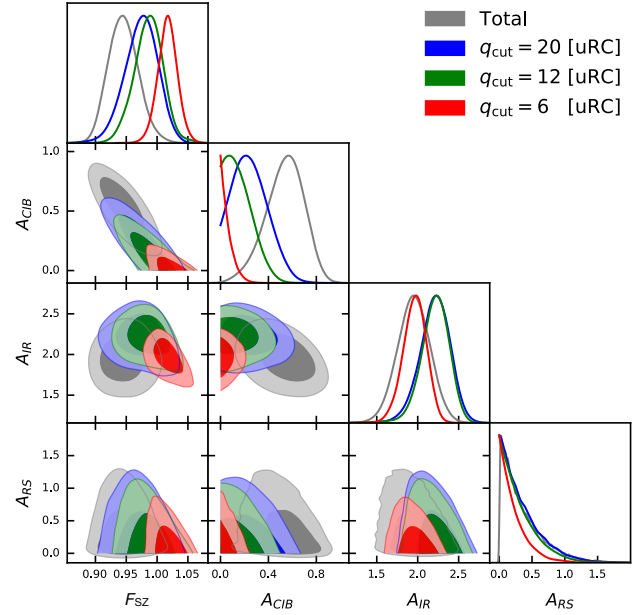 Total
q_cut = 20 [uRC]
q_cut = 12 [uRC]
q_cut = 6 [uRC]
1.0
0.5
0.0
A_CIB
2.5
2.0
1.5
A_IR
1.5
1.0
0.5
0.0
A_RS
0.90 0.95 1.00 1.05
0.0 0.4 0.8
1.5 2.0 2.5
0.0 0.5 1.0 1.5
F_SZ
A_CIB
A_IR
A_RS